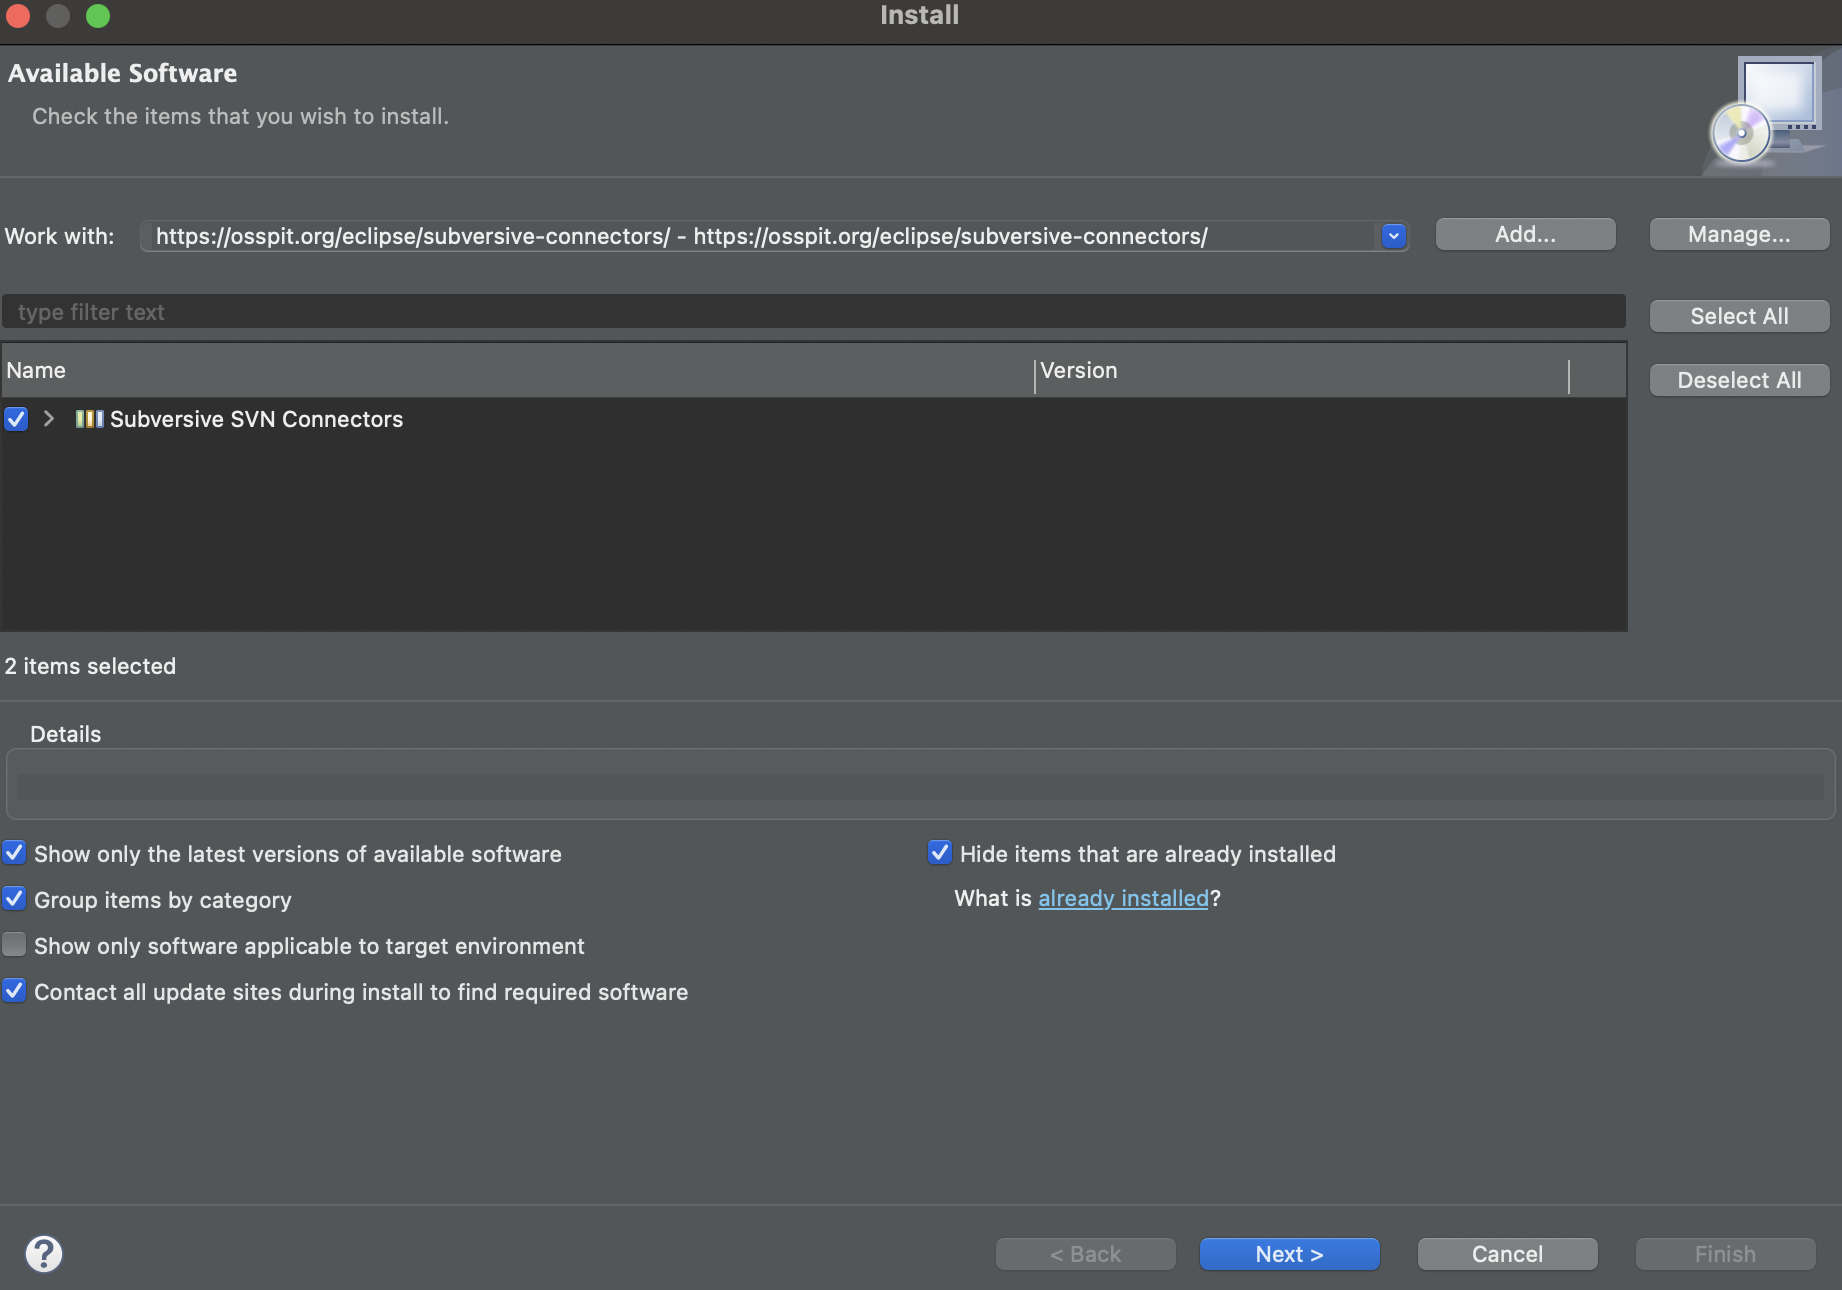 Install
Available Software
Check the items that you wish to install.
Work with: https://osspit.org/eclipse/subversive-connectors/ - https://osspit.org/eclipse/subversive-connectors/ Add... Manage...
type filter text
Select All
Name Version
Deselect All
Subversive SVN Connectors
2 items selected
Details
Show only the latest versions of available software
Hide items that are already installed
Group items by category
What is already installed?
Show only software applicable to target environment
Contact all update sites during install to find required software
? < Back Next > Cancel Finish